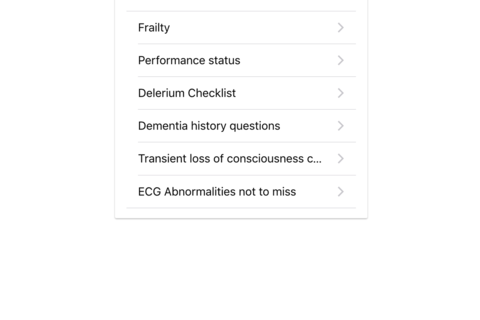 Frailty
Performance status
Delerium Checklist
Dementia history questions
Transient loss of consciousness c...
ECG Abnormalities not to miss